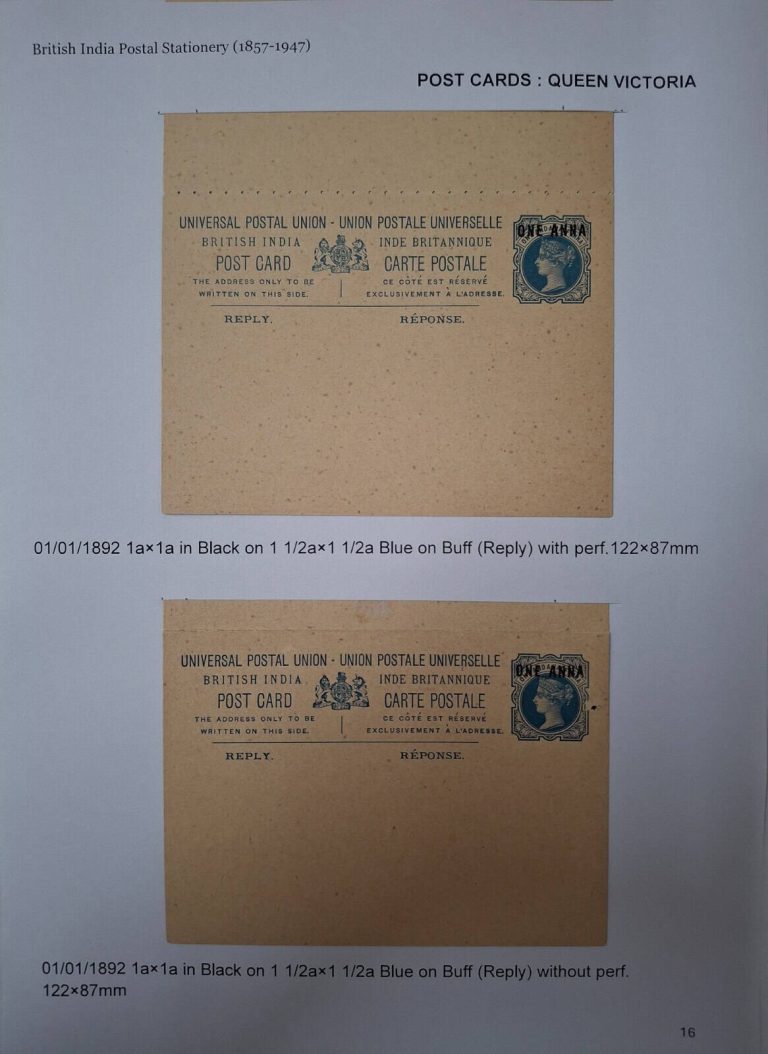 British India Postal Stationery (1857-1947)
POST CARDS : QUEEN VICTORIA
UNIVERSAL POSTAL UNION - UNION POSTALE UNIVERSELLE
BRITISH INDIA INDE BRITANNIQUE
POST CARD CARTE POSTALE
THE ADDRESS ONLY TO BE CE CÔTÉ EST RÉSERVÉ
WRITTEN ON THIS SIDE. EXCLUSIVEMENT À L'ADRESSE.
REPLY. RÉPONSE.
ONE ANNA
01/01/1892 1a×1a in Black on 1 1/2a×1 1/2a Blue on Buff (Reply) with perf.122×87mm
UNIVERSAL POSTAL UNION - UNION POSTALE UNIVERSELLE
BRITISH INDIA INDE BRITANNIQUE
POST CARD CARTE POSTALE
THE ADDRESS ONLY TO BE CE CÔTÉ EST RÉSERVÉ
WRITTEN ON THIS SIDE. EXCLUSIVEMENT À L'ADRESSE.
REPLY. RÉPONSE.
ONE ANNA
01/01/1892 1a×1a in Black on 1 1/2a×1 1/2a Blue on Buff (Reply) without perf.
122×87mm
16